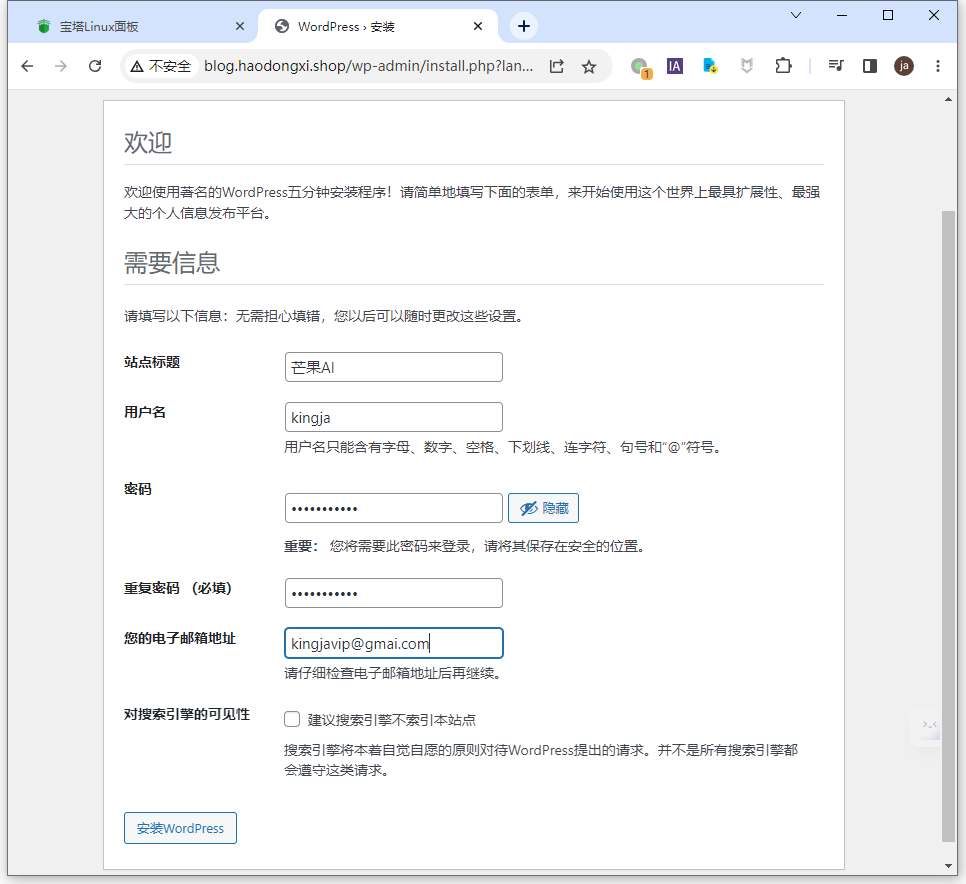 宝塔Linux面板
WordPress › 安装
不安全
blog.haodongxi.shop/wp-admin/install.php?lan...
1
IA
ja
欢迎
欢迎使用著名的WordPress五分钟安装程序！请简单地填写下面的表单，来开始使用这个世界上最具扩展性、最强
大的个人信息发布平台。
需要信息
请填写以下信息：无需担心填错，您以后可以随时更改这些设置。
站点标题
芒果AI
用户名
kingja
用户名只能含有字母、数字、空格、下划线、连字符、句号和“@”符号。
密码
•••••••••••
隐藏
重要： 您将需要此密码来登录，请将其保存在安全的位置。
重复密码 （必填）
•••••••••••
您的电子邮箱地址
kingjavip@gmai.com
请仔细检查电子邮箱地址后再继续。
对搜索引擎的可见性
建议搜索引擎不索引本站点
搜索引擎将本着自觉自愿的原则对待WordPress提出的请求。并不是所有搜索引擎都
会遵守这类请求。
安装WordPress